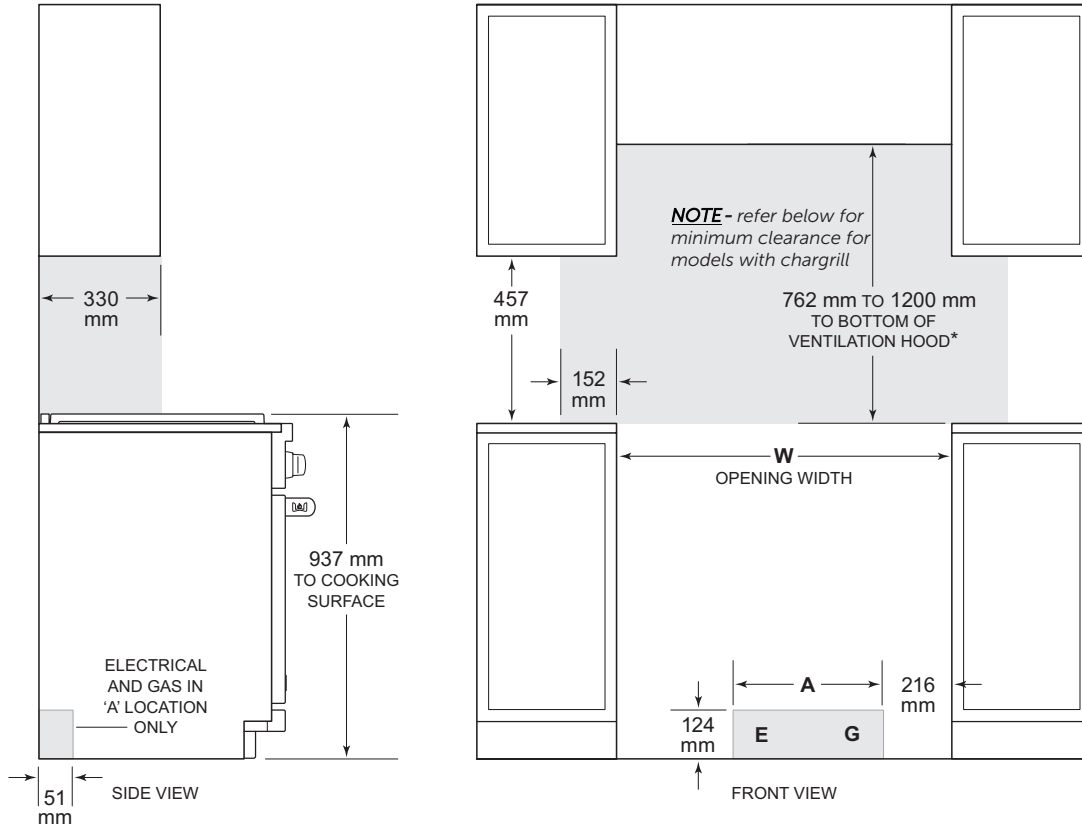 330
mm
937 mm
TO COOKING
SURFACE
ELECTRICAL
AND GAS IN
‘A’ LOCATION
ONLY
51
mm
SIDE VIEW
NOTE - refer below for
minimum clearance for
models with chargrill
457
mm
762 mm TO 1200 mm
TO BOTTOM OF
VENTILATION HOOD*
152
mm
W
OPENING WIDTH
A
216
mm
124
mm
E
G
FRONT VIEW